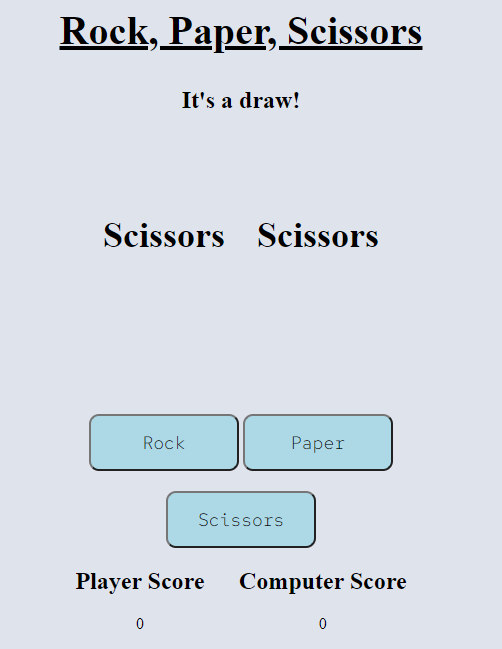 Rock, Paper, Scissors
It's a draw!
Scissors Scissors
Rock Paper
Scissors
Player Score Computer Score
0 0